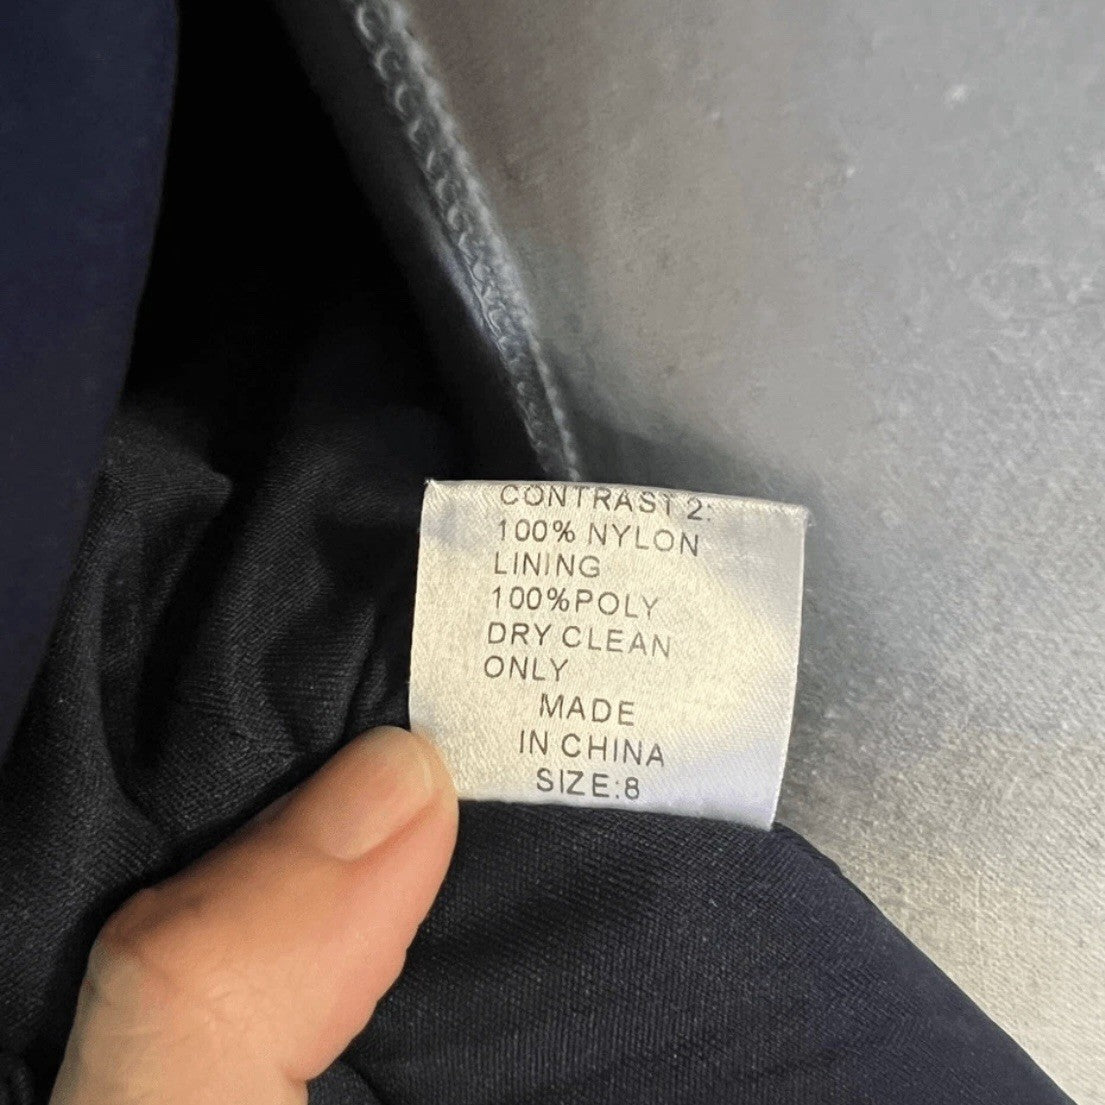 CONTRAST 2:
100% NYLON
LINING
100%POLY
DRY CLEAN
ONLY
MADE
IN CHINA
SIZE:8